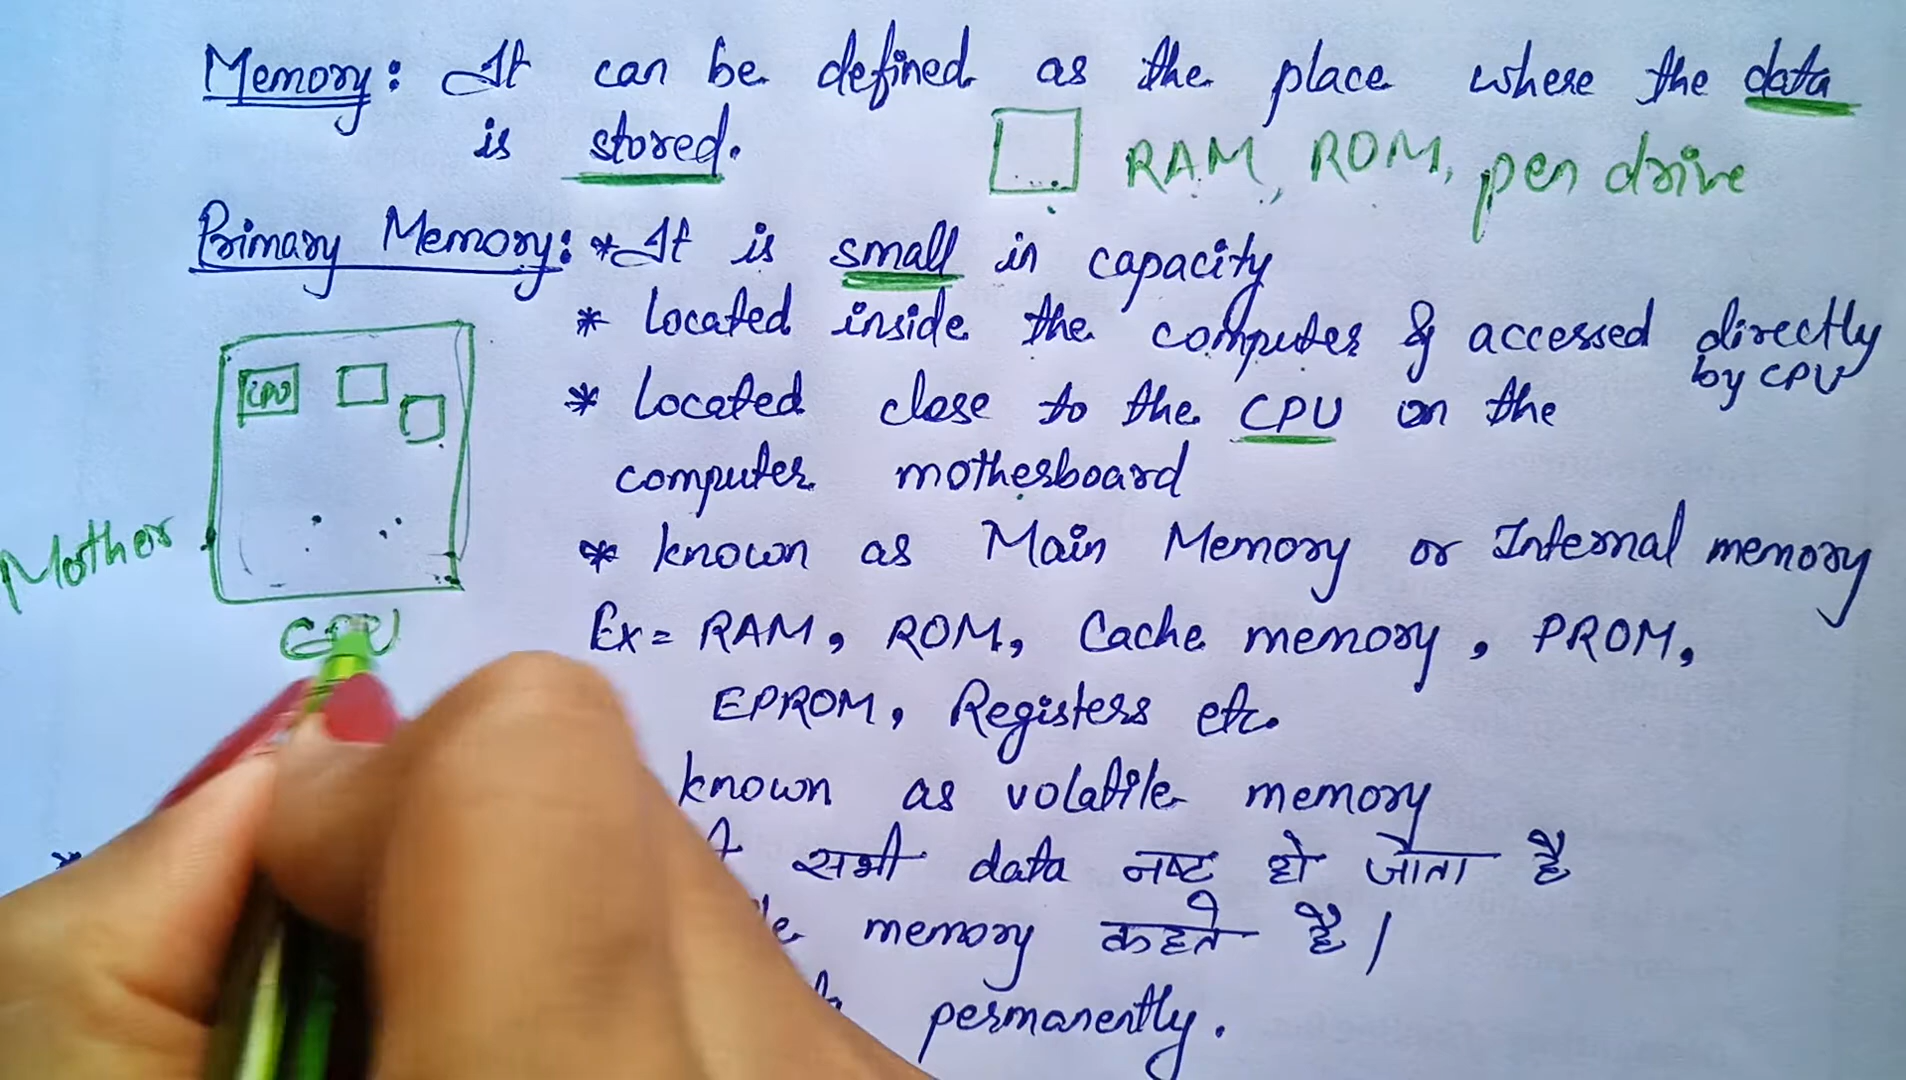 Memory: It can be defined as the place where the data
is stored.
RAM, ROM, pen drive
Primary Memory: * It is small in capacity
* Located inside the computer & accessed directly
by CPU
* Located close to the CPU on the
computer motherboard
* known as Main Memory or Internal memory
Ex = RAM, ROM, Cache memory, PROM,
EPROM, Registers etc.
known as volatile memory
सभी data नष्ट हो जाता है
memory कहते है।
permanently.
CPU
Mother
CPU